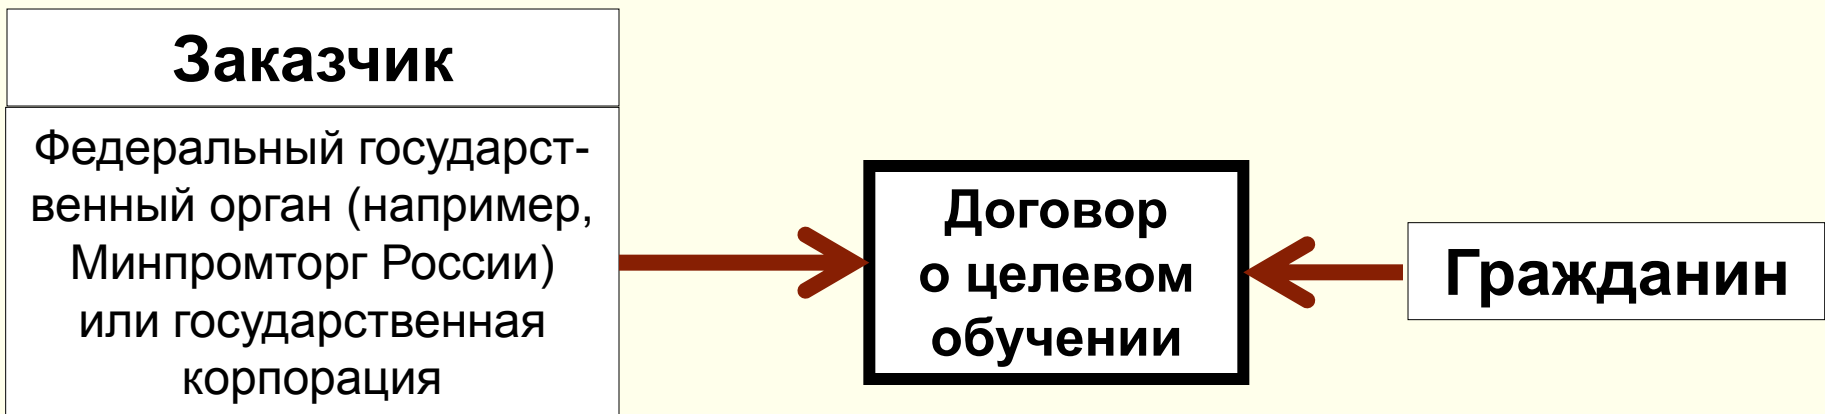 Заказчик
Федеральный государст-
венный орган (например,
Минпромторг России)
или государственная
корпорация
Договор
о целевом
обучении
Гражданин